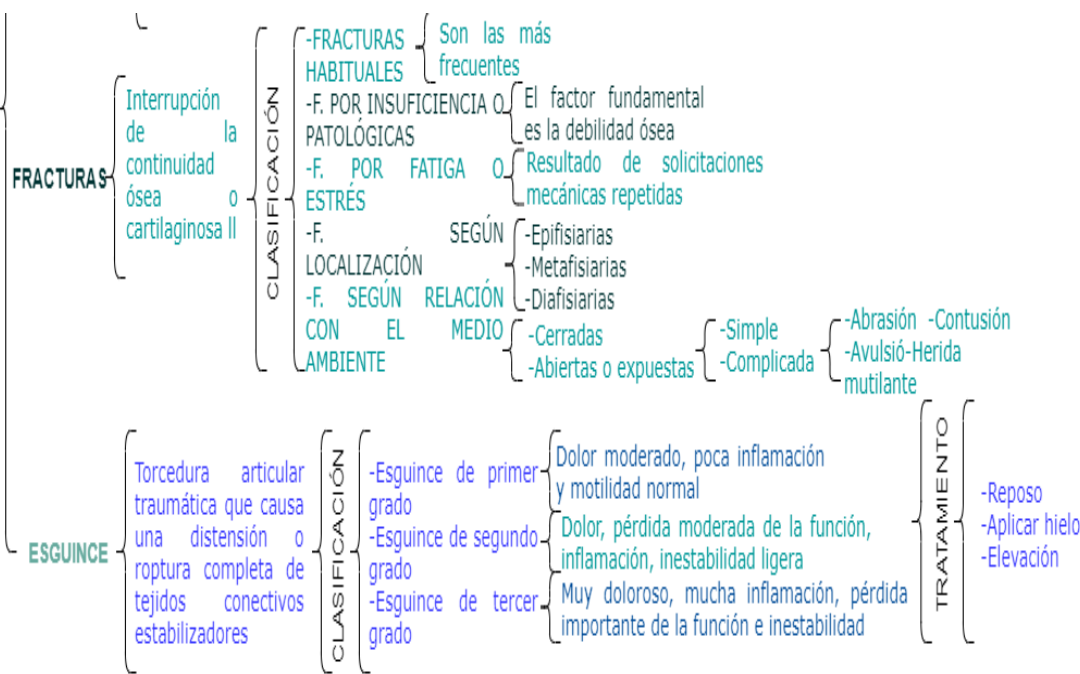 FRACTURAS
Interrupción
de la
continuidad
ósea o
cartilaginosa ll
CLASIFICACIÓN
-FRACTURAS
HABITUALES
Son las más
frecuentes
-F. POR INSUFICIENCIA O
PATOLÓGICAS
El factor fundamental
es la debilidad ósea
-F. POR FATIGA O
ESTRÉS
Resultado de solicitaciones
mecánicas repetidas
-F. SEGÚN
LOCALIZACIÓN
-Epifisiarias
-Metafisiarias
-Diafisiarias
-F. SEGÚN RELACIÓN
CON EL MEDIO
AMBIENTE
-Cerradas
-Abiertas o expuestas
-Simple
-Complicada
-Abrasión -Contusión
-Avulsió-Herida
mutilante
ESGUINCE
Torcedura articular
traumática que causa
una distensión o
roptura completa de
tejidos conectivos
estabilizadores
CLASIFICACIÓN
-Esguince de primer
grado
Dolor moderado, poca inflamación
y motilidad normal
-Esguince de segundo
grado
Dolor, pérdida moderada de la función,
inflamación, inestabilidad ligera
-Esguince de tercer
grado
Muy doloroso, mucha inflamación, pérdida
importante de la función e inestabilidad
TRATAMIENTO
-Reposo
-Aplicar hielo
-Elevación